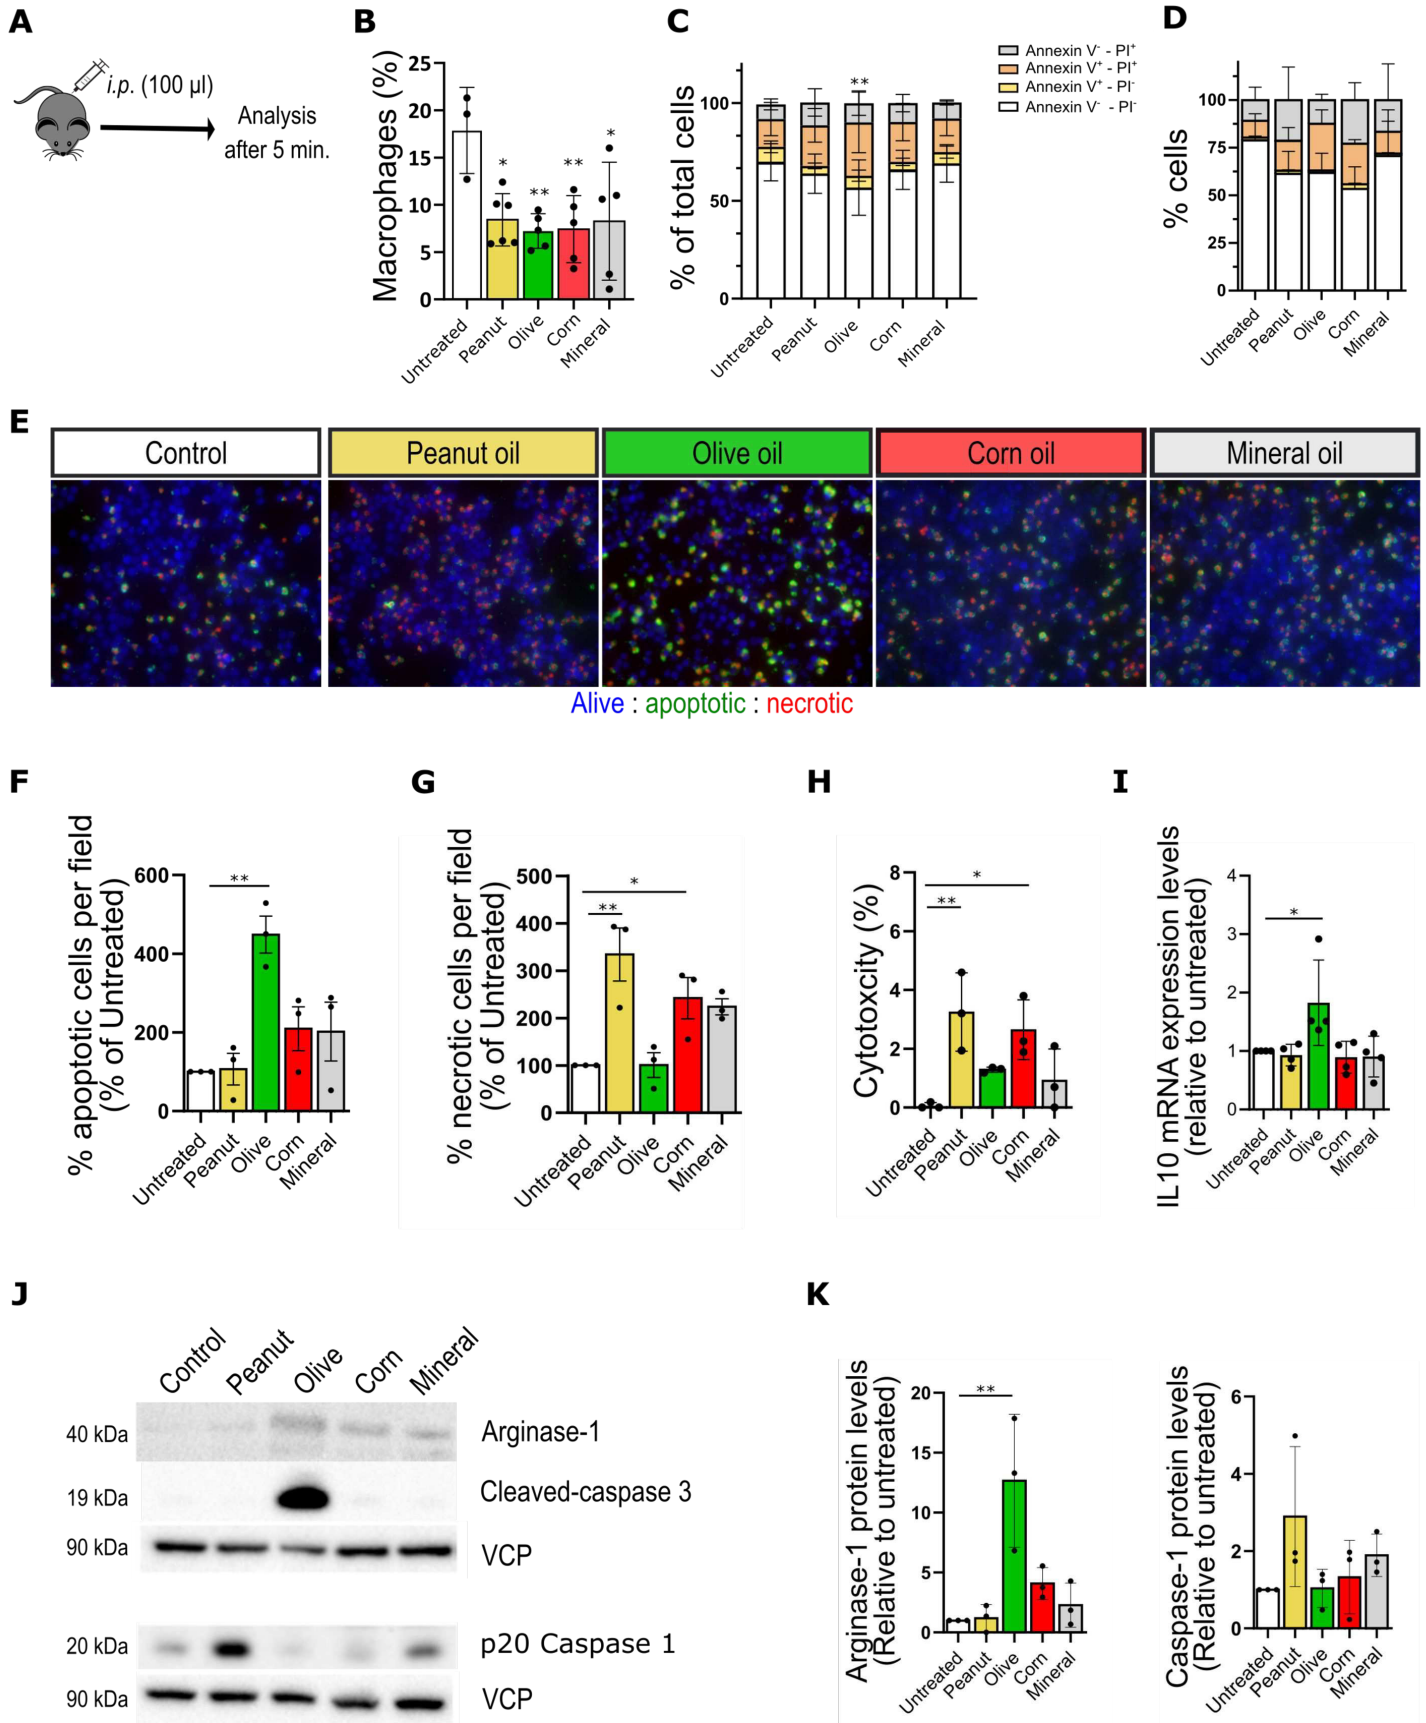 A
i.p. (100 µl)
Analysis
after 5 min.
B
Macrophages (%)
25
20
15
10
5
0
*
**
**
*
Untreated
Peanut
Olive
Corn
Mineral
C
% of total cells
100
50
0
**
Untreated
Peanut
Olive
Corn
Mineral
Annexin V⁻ - PI⁺
Annexin V⁺ - PI⁺
Annexin V⁺ - PI⁻
Annexin V⁻ - PI⁻
D
% cells
100
75
50
25
0
Untreated
Peanut
Olive
Corn
Mineral
E
Control
Peanut oil
Olive oil
Corn oil
Mineral oil
Alive : apoptotic : necrotic
F
% apoptotic cells per field
(% of Untreated)
600
400
200
0
**
Untreated
Peanut
Olive
Corn
Mineral
G
% necrotic cells per field
(% of Untreated)
500
400
300
200
100
0
*
**
Untreated
Peanut
Olive
Corn
Mineral
H
Cytotoxcity (%)
8
6
4
2
0
*
**
Untreated
Peanut
Olive
Corn
Mineral
I
IL10 mRNA expression levels
(relative to untreated)
4
3
2
1
0
*
Untreated
Peanut
Olive
Corn
Mineral
J
Control
Peanut
Olive
Corn
Mineral
40 kDa
Arginase-1
19 kDa
Cleaved-caspase 3
90 kDa
VCP
20 kDa
p20 Caspase 1
90 kDa
VCP
K
Arginase-1 protein levels
(Relative to untreated)
20
15
10
5
0
**
Untreated
Peanut
Olive
Corn
Mineral
Caspase-1 protein levels
(Relative to untreated)
6
4
2
0
Untreated
Peanut
Olive
Corn
Mineral